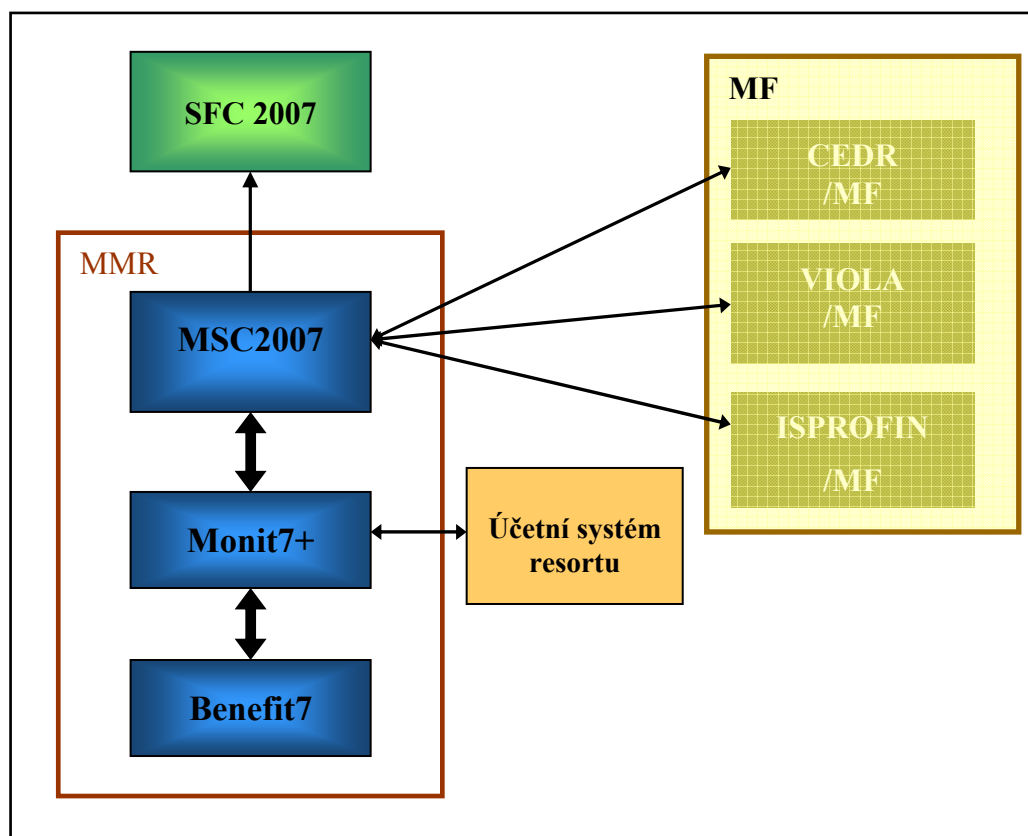 SFC 2007
MF
CEDR
/MF
VIOLA
/MF
ISPROFIN
/MF
MMR
MSC2007
Monit7+
Účetní systém
resortu
Benefit7